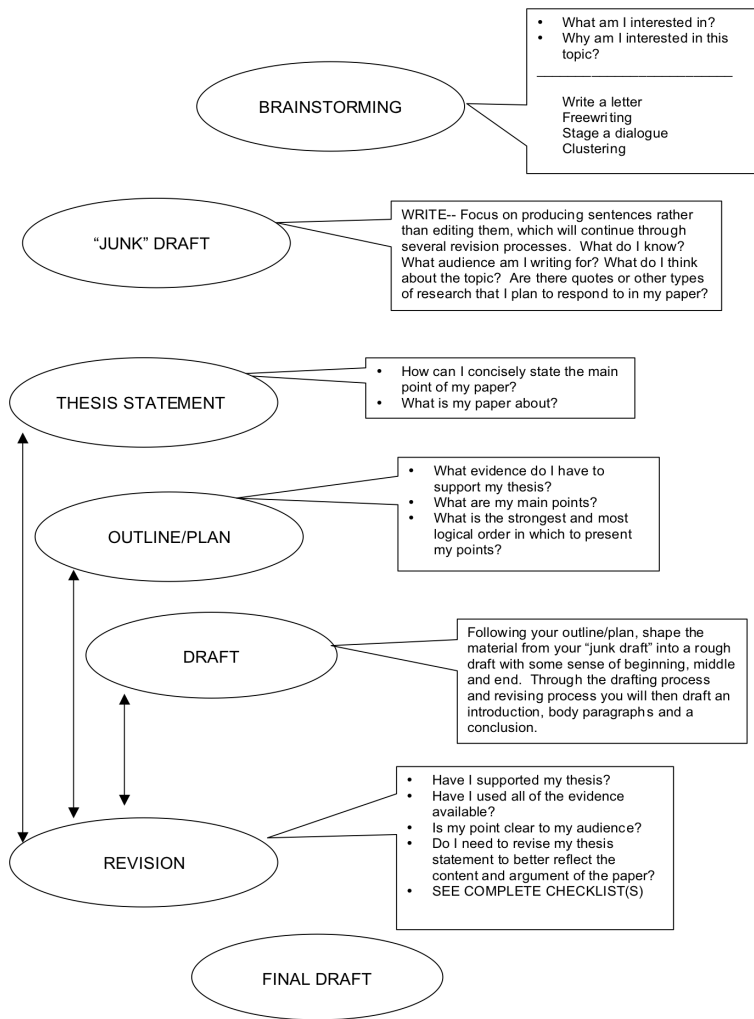 • What am I interested in?
• Why am I interested in this
topic?
BRAINSTORMING
Write a letter
Freewriting
Stage a dialogue
Clustering
“JUNK” DRAFT
WRITE-- Focus on producing sentences rather
than editing them, which will continue through
several revision processes.  What do I know?
What audience am I writing for? What do I think
about the topic?  Are there quotes or other types
of research that I plan to respond to in my paper?
THESIS STATEMENT
• How can I concisely state the main
point of my paper?
• What is my paper about?
OUTLINE/PLAN
• What evidence do I have to
support my thesis?
• What are my main points?
• What is the strongest and most
logical order in which to present
my points?
DRAFT
Following your outline/plan, shape the
material from your “junk draft” into a rough
draft with some sense of beginning, middle
and end.  Through the drafting process
and revising process you will then draft an
introduction, body paragraphs and a
conclusion.
REVISION
• Have I supported my thesis?
• Have I used all of the evidence
available?
• Is my point clear to my audience?
• Do I need to revise my thesis
statement to better reflect the
content and argument of the paper?
• SEE COMPLETE CHECKLIST(S)
FINAL DRAFT